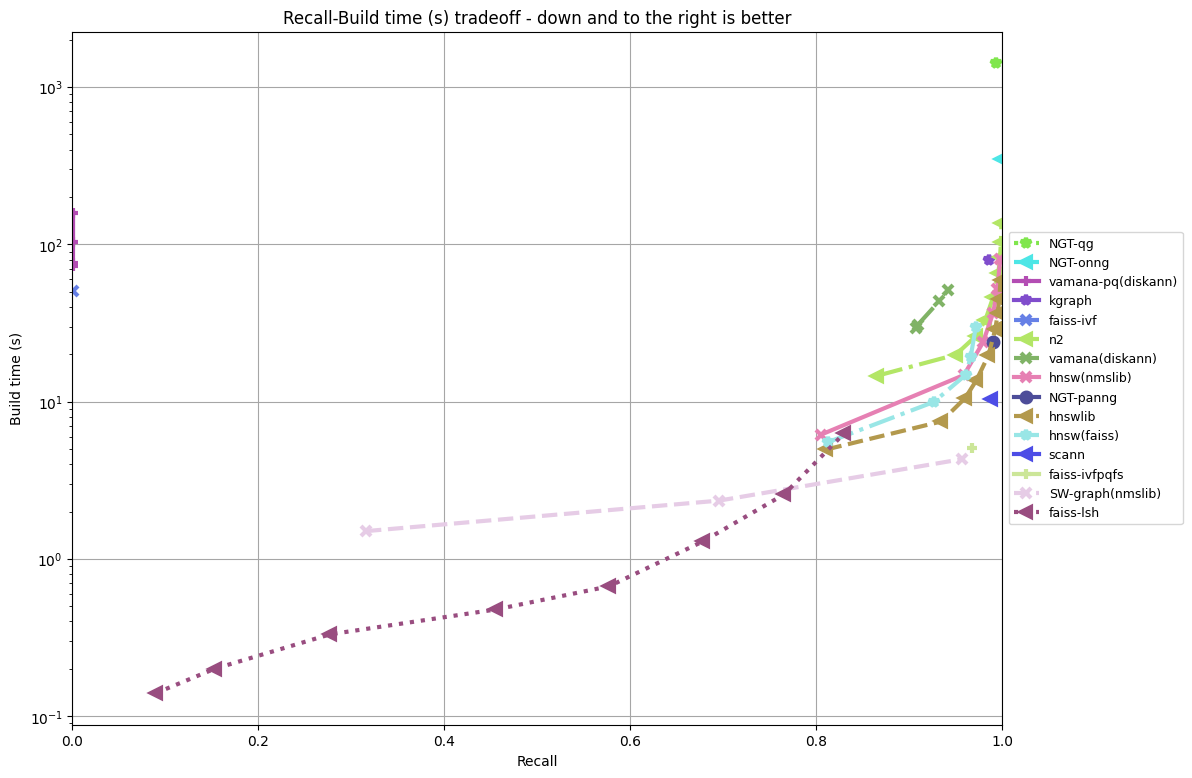 Recall-Build time (s) tradeoff - down and to the right is better
Build time (s)
10³
10²
10¹
10⁰
10⁻¹
0.0 0.2 0.4 0.6 0.8 1.0
Recall
NGT-qg
NGT-onng
vamana-pq(diskann)
kgraph
faiss-ivf
n2
vamana(diskann)
hnsw(nmslib)
NGT-panng
hnswlib
hnsw(faiss)
scann
faiss-ivfpqfs
SW-graph(nmslib)
faiss-lsh